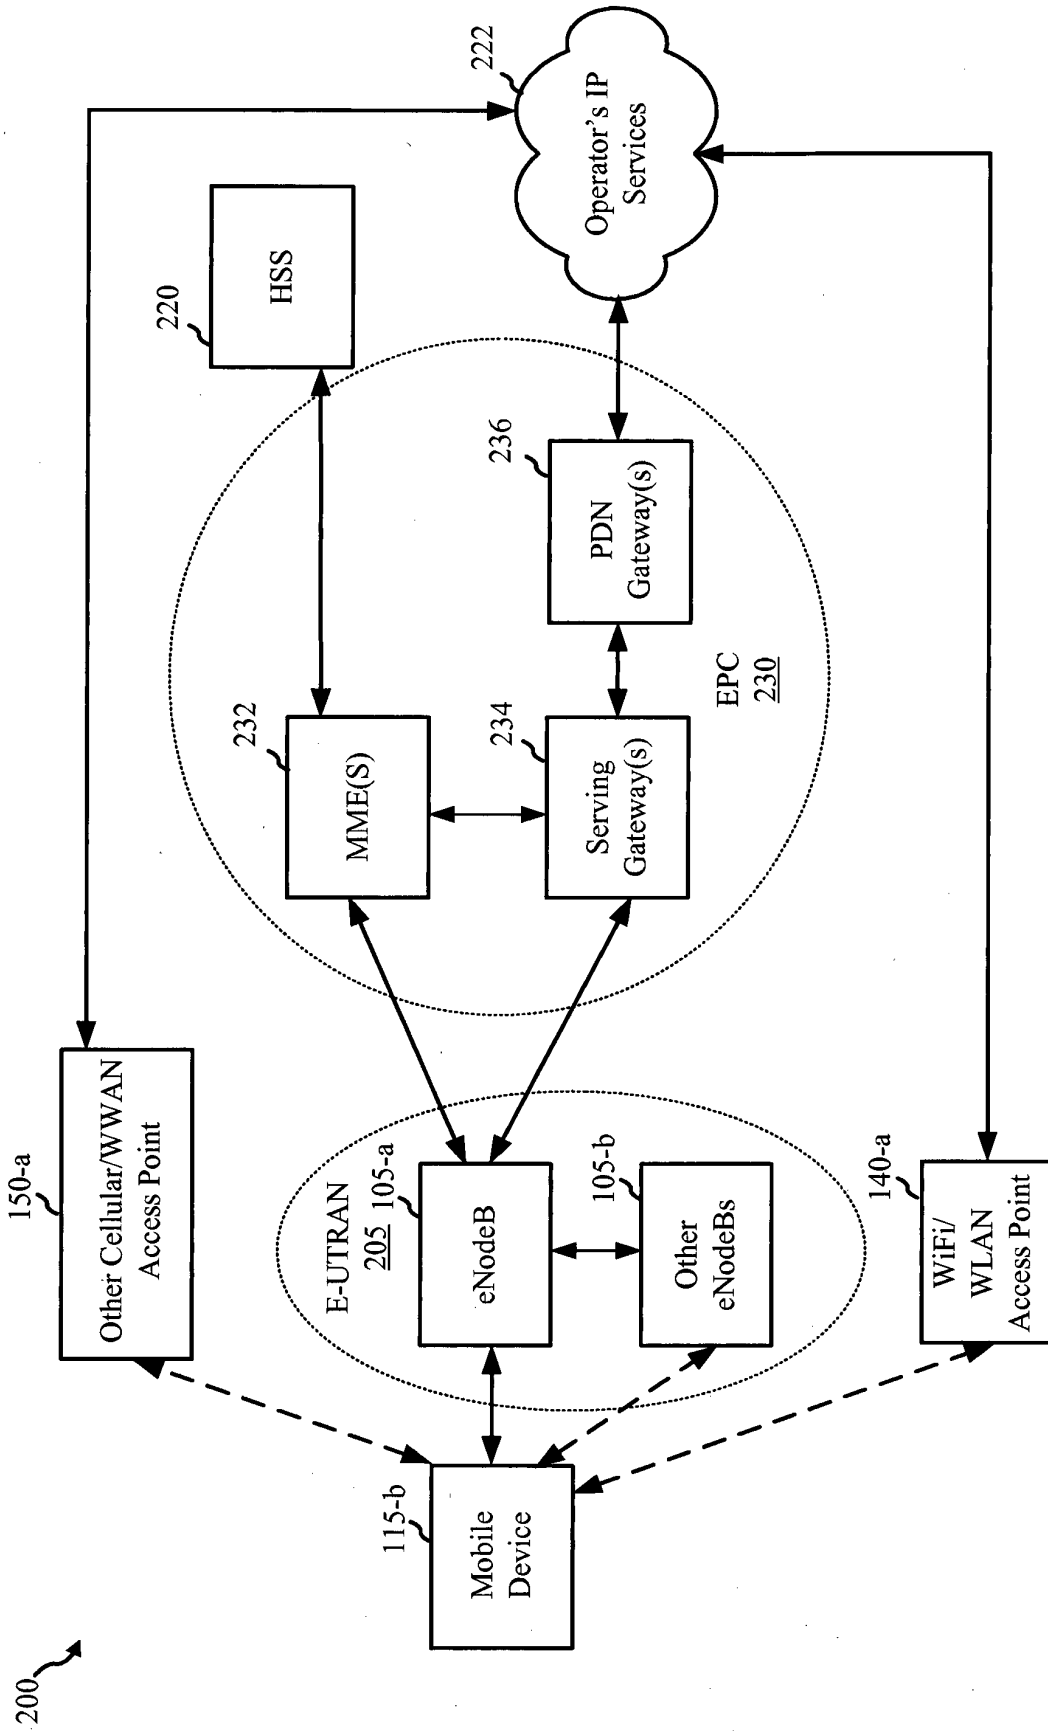 200
150-a
Other Cellular/WWAN
Access Point
222
Operator's IP
Services
220
HSS
232
MME(S)
234
Serving
Gateway(s)
236
PDN
Gateway(s)
EPC
230
E-UTRAN
205
105-a
eNodeB
105-b
Other
eNodeBs
115-b
Mobile
Device
140-a
WiFi/
WLAN
Access Point